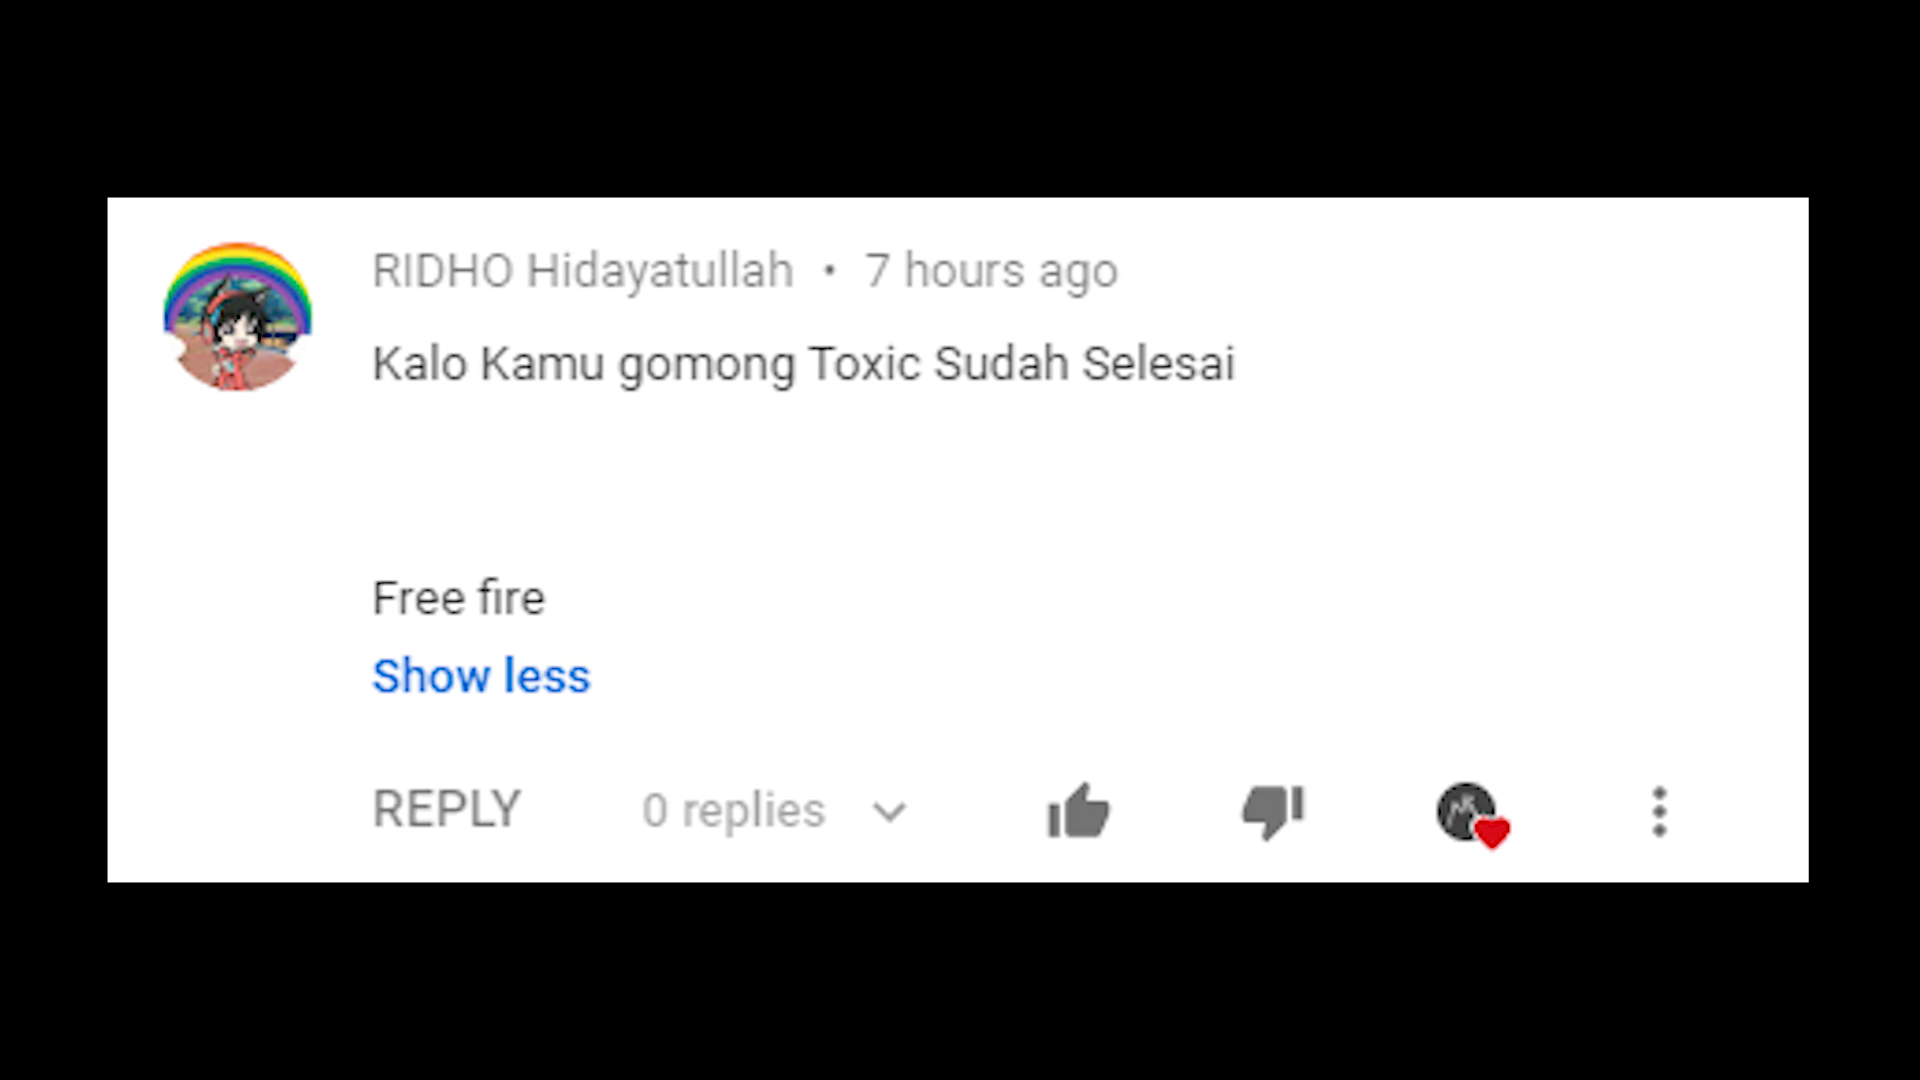 RIDHO Hidayatullah • 7 hours ago
Kalo Kamu gomong Toxic Sudah Selesai
Free fire
Show less
REPLY 0 replies